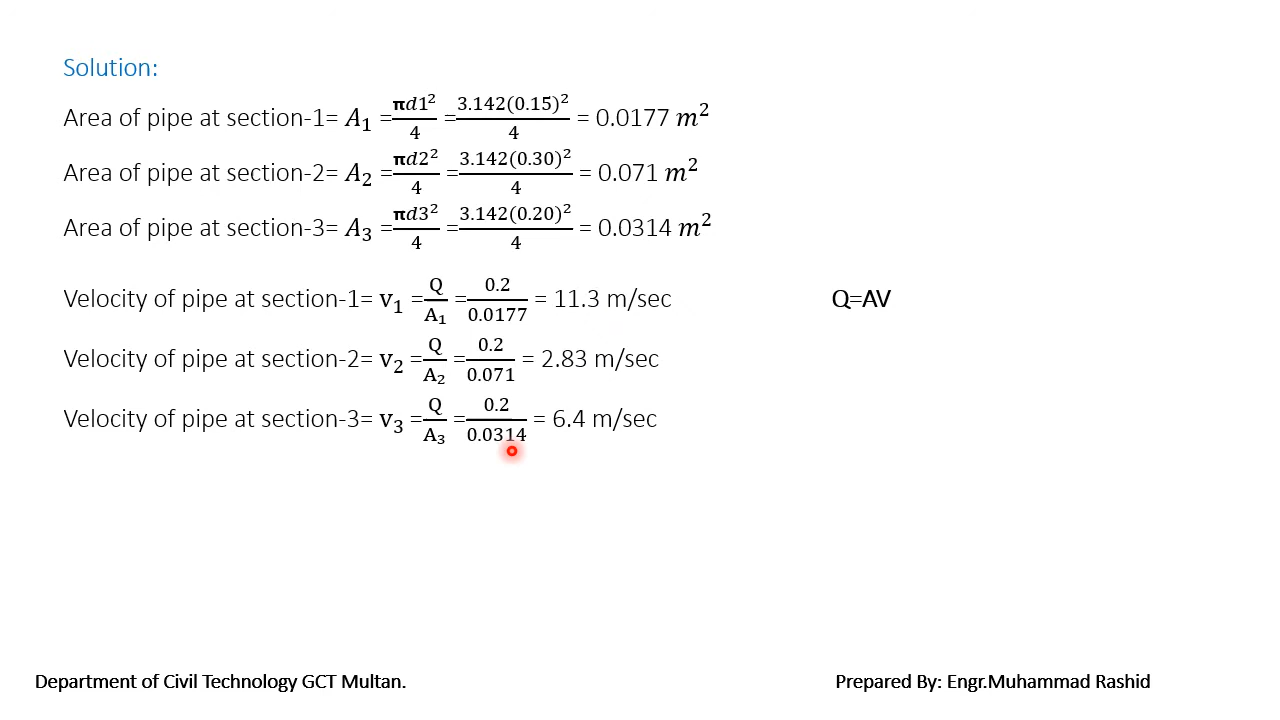 Solution:
Area of pipe at section-1= A₁ =πd1²/4 =3.142(0.15)²/4 = 0.0177 m²
Area of pipe at section-2= A₂ =πd2²/4 =3.142(0.30)²/4 = 0.071 m²
Area of pipe at section-3= A₃ =πd3²/4 =3.142(0.20)²/4 = 0.0314 m²
Velocity of pipe at section-1= v₁ =Q/A₁ =0.2/0.0177 = 11.3 m/sec Q=AV
Velocity of pipe at section-2= v₂ =Q/A₂ =0.2/0.071 = 2.83 m/sec
Velocity of pipe at section-3= v₃ =Q/A₃ =0.2/0.0314 = 6.4 m/sec
Department of Civil Technology GCT Multan. Prepared By: Engr.Muhammad Rashid